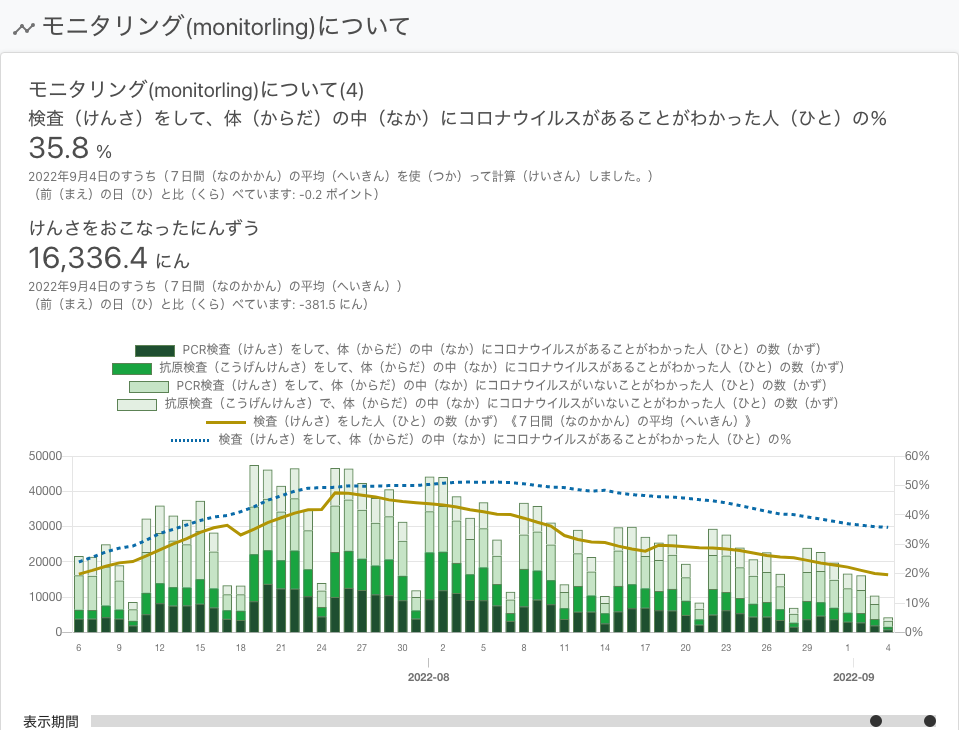 モニタリング(monitorling)について
モニタリング(monitorling)について(4)
検査（けんさ）をして、体（からだ）の中（なか）にコロナウイルスがあることがわかった人（ひと）の%
35.8 %
2022年9月4日のすうち（７日間（なのかかん）の平均（へいきん）を使（つか）って計算（けいさん）しました。）
（前（まえ）の日（ひ）と比（くら）べています: -0.2 ポイント）
けんさをおこなったにんずう
16,336.4 にん
2022年9月4日のすうち（７日間（なのかかん）の平均（へいきん））
（前（まえ）の日（ひ）と比（くら）べています: -381.5 にん）
PCR検査（けんさ）をして、体（からだ）の中（なか）にコロナウイルスがあることがわかった人（ひと）の数（かず）
抗原検査（こうげんけんさ）をして、体（からだ）の中（なか）にコロナウイルスがあることがわかった人（ひと）の数（かず）
PCR検査（けんさ）をして、体（からだ）の中（なか）にコロナウイルスがいないことがわかった人（ひと）の数（かず）
抗原検査（こうげんけんさ）で、体（からだ）の中（なか）にコロナウイルスがいないことがわかった人（ひと）の数（かず）
検査（けんさ）をした人（ひと）の数（かず）《７日間（なのかかん）の平均（へいきん）》
検査（けんさ）をして、体（からだ）の中（なか）にコロナウイルスがあることがわかった人（ひと）の%
50000 60%
50%
40000
40%
30000
30%
20000
20%
10000
10%
0 0%
6 9 12 15 18 21 24 27 30 2 5 8 11 14 17 20 23 26 29 1 4
2022-08 2022-09
表示期間